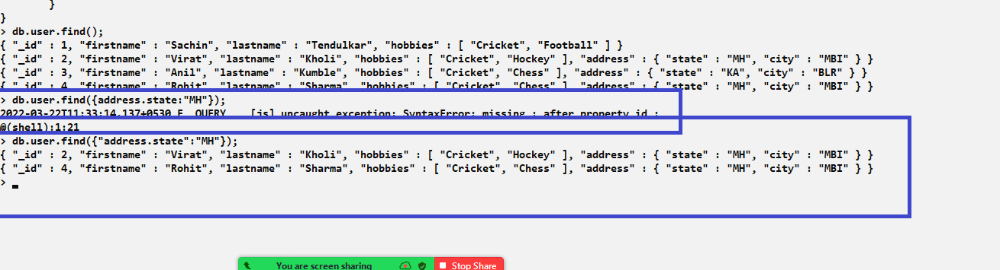 }
}
> db.user.find();
{ "_id" : 1, "firstname" : "Sachin", "lastname" : "Tendulkar", "hobbies" : [ "Cricket", "Football" ] }
{ "_id" : 2, "firstname" : "Virat", "lastname" : "Kholi", "hobbies" : [ "Cricket", "Hockey" ], "address" : { "state" : "MH", "city" : "MBI" } }
{ "_id" : 3, "firstname" : "Anil", "lastname" : "Kumble", "hobbies" : [ "Cricket", "Chess" ], "address" : { "state" : "KA", "city" : "BLR" } }
{ "_id" : 4, "firstname" : "Rohit", "lastname" : "Sharma", "hobbies" : [ "Cricket", "Chess" ], "address" : { "state" : "MH", "city" : "MBI" } }
> db.user.find({address.state:"MH"});
2022-03-22T11:33:14.137+0530 E  QUERY    [js] uncaught exception: SyntaxError: missing : after property id :
@(shell):1:21
> db.user.find({"address.state":"MH"});
{ "_id" : 2, "firstname" : "Virat", "lastname" : "Kholi", "hobbies" : [ "Cricket", "Hockey" ], "address" : { "state" : "MH", "city" : "MBI" } }
{ "_id" : 4, "firstname" : "Rohit", "lastname" : "Sharma", "hobbies" : [ "Cricket", "Chess" ], "address" : { "state" : "MH", "city" : "MBI" } }
>
You are screen sharing Stop Share